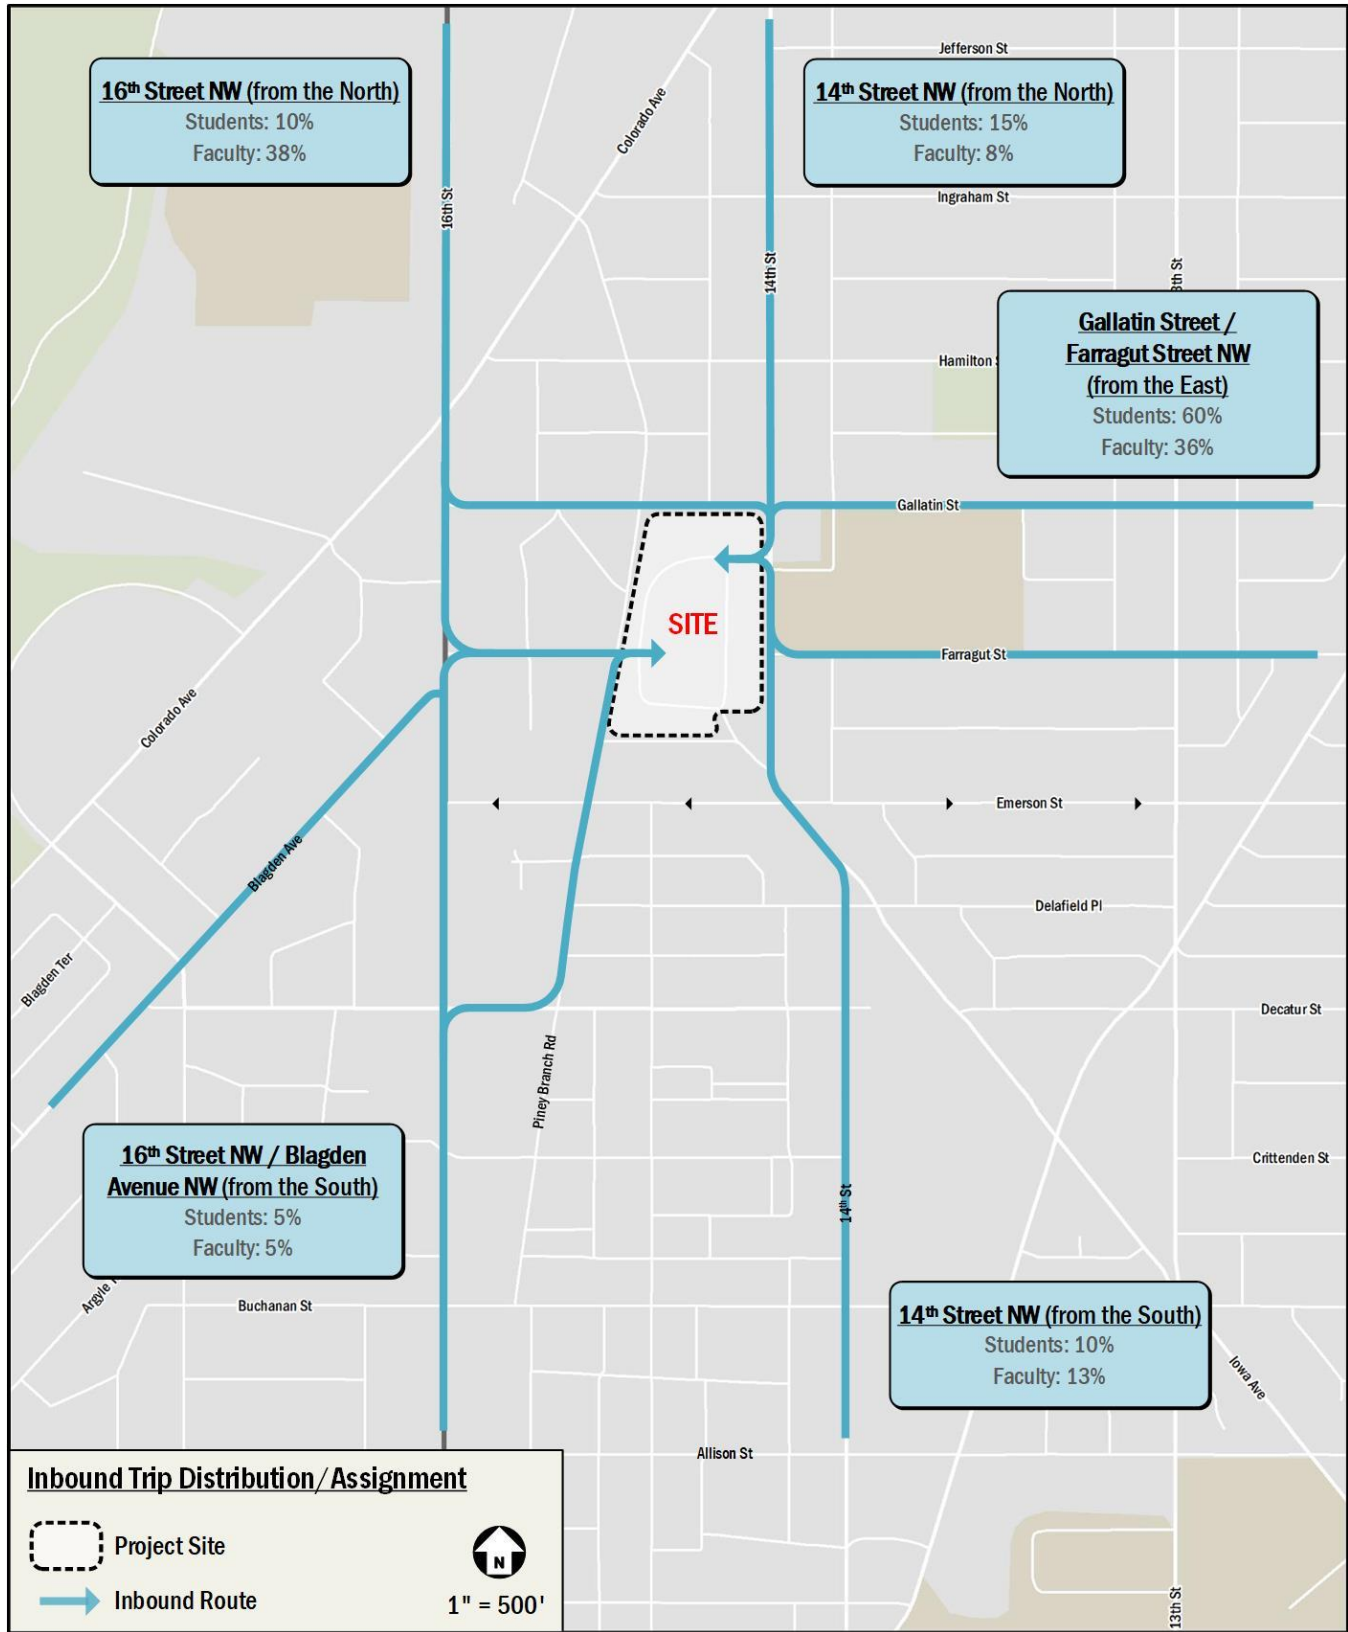 Jefferson St
16th Street NW (from the North)
Students: 10%
Faculty: 38%
14th Street NW (from the North)
Students: 15%
Faculty: 8%
Colorado Ave
16th St
Ingraham St
14th St
8th St
Gallatin Street /
Farragut Street NW
(from the East)
Students: 60%
Faculty: 36%
Hamilton S
Gallatin St
SITE
Farragut St
Colorado Ave
Emerson St
Blagden Ave
Delafield Pl
Blagden Ter
Decatur St
Piney Branch Rd
16th Street NW / Blagden
Avenue NW (from the South)
Students: 5%
Faculty: 5%
Crittenden St
14th St
Argyle
Buchanan St
14th Street NW (from the South)
Students: 10%
Faculty: 13%
Iowa Ave
Allison St
Inbound Trip Distribution/Assignment
Project Site
Inbound Route
N
1" = 500'
13th St